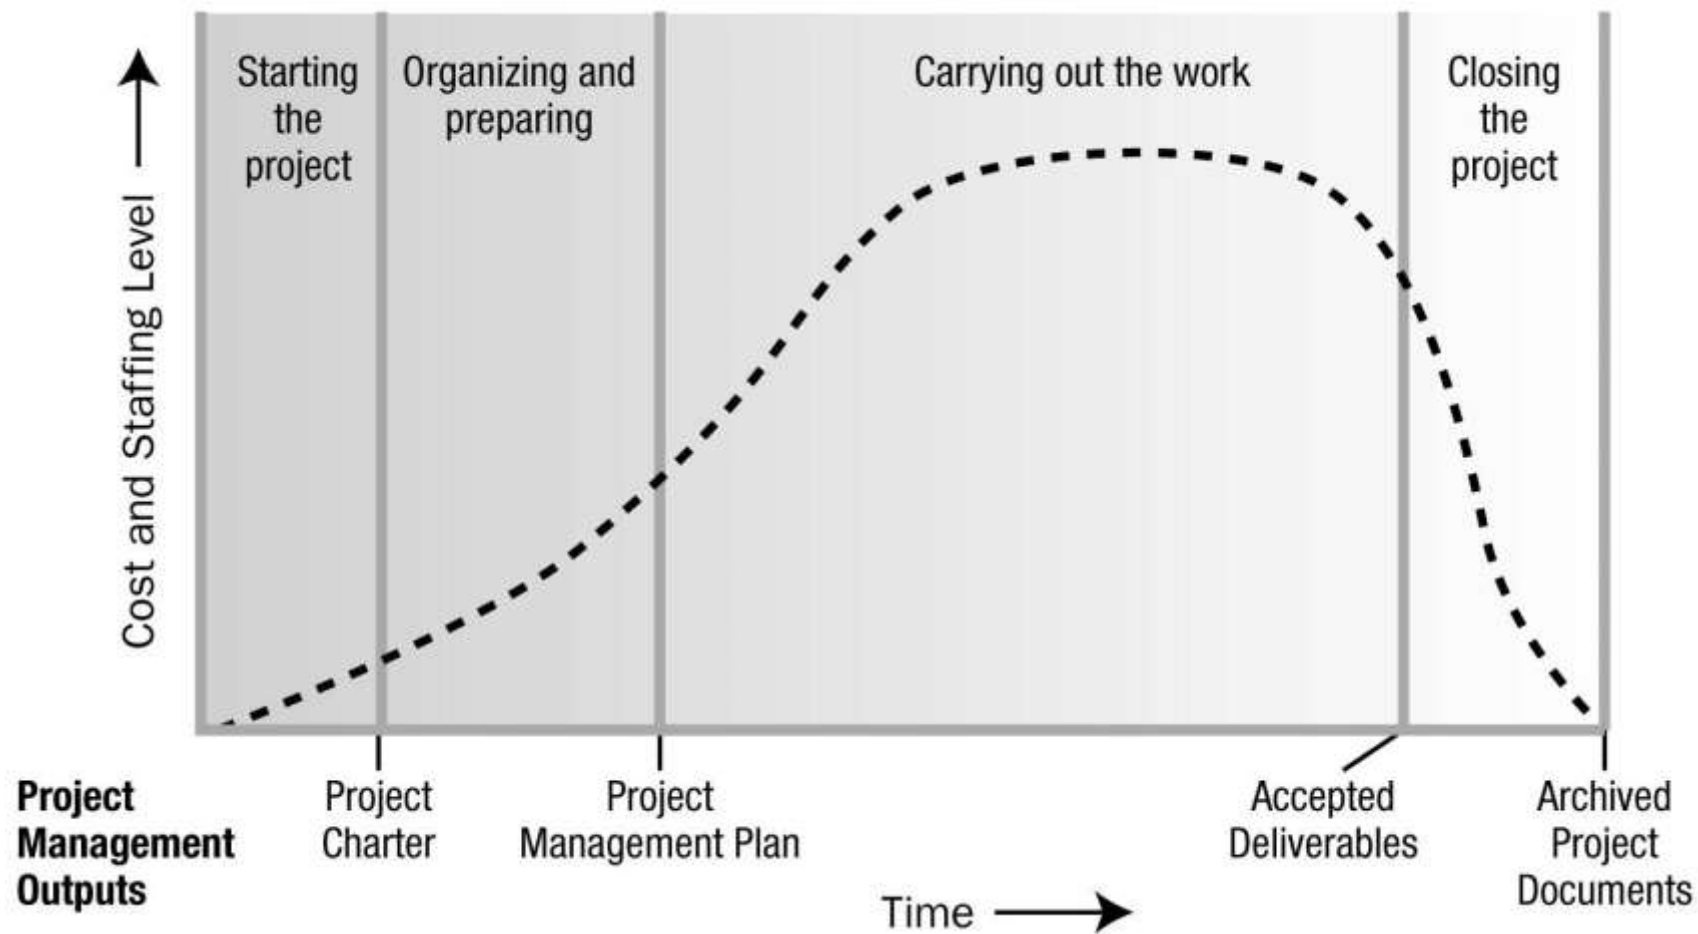 Starting
the
project
Organizing and
preparing
Carrying out the work
Closing
the
project
Cost and Staffing Level
Project
Management
Outputs
Project
Charter
Project
Management Plan
Accepted
Deliverables
Archived
Project
Documents
Time